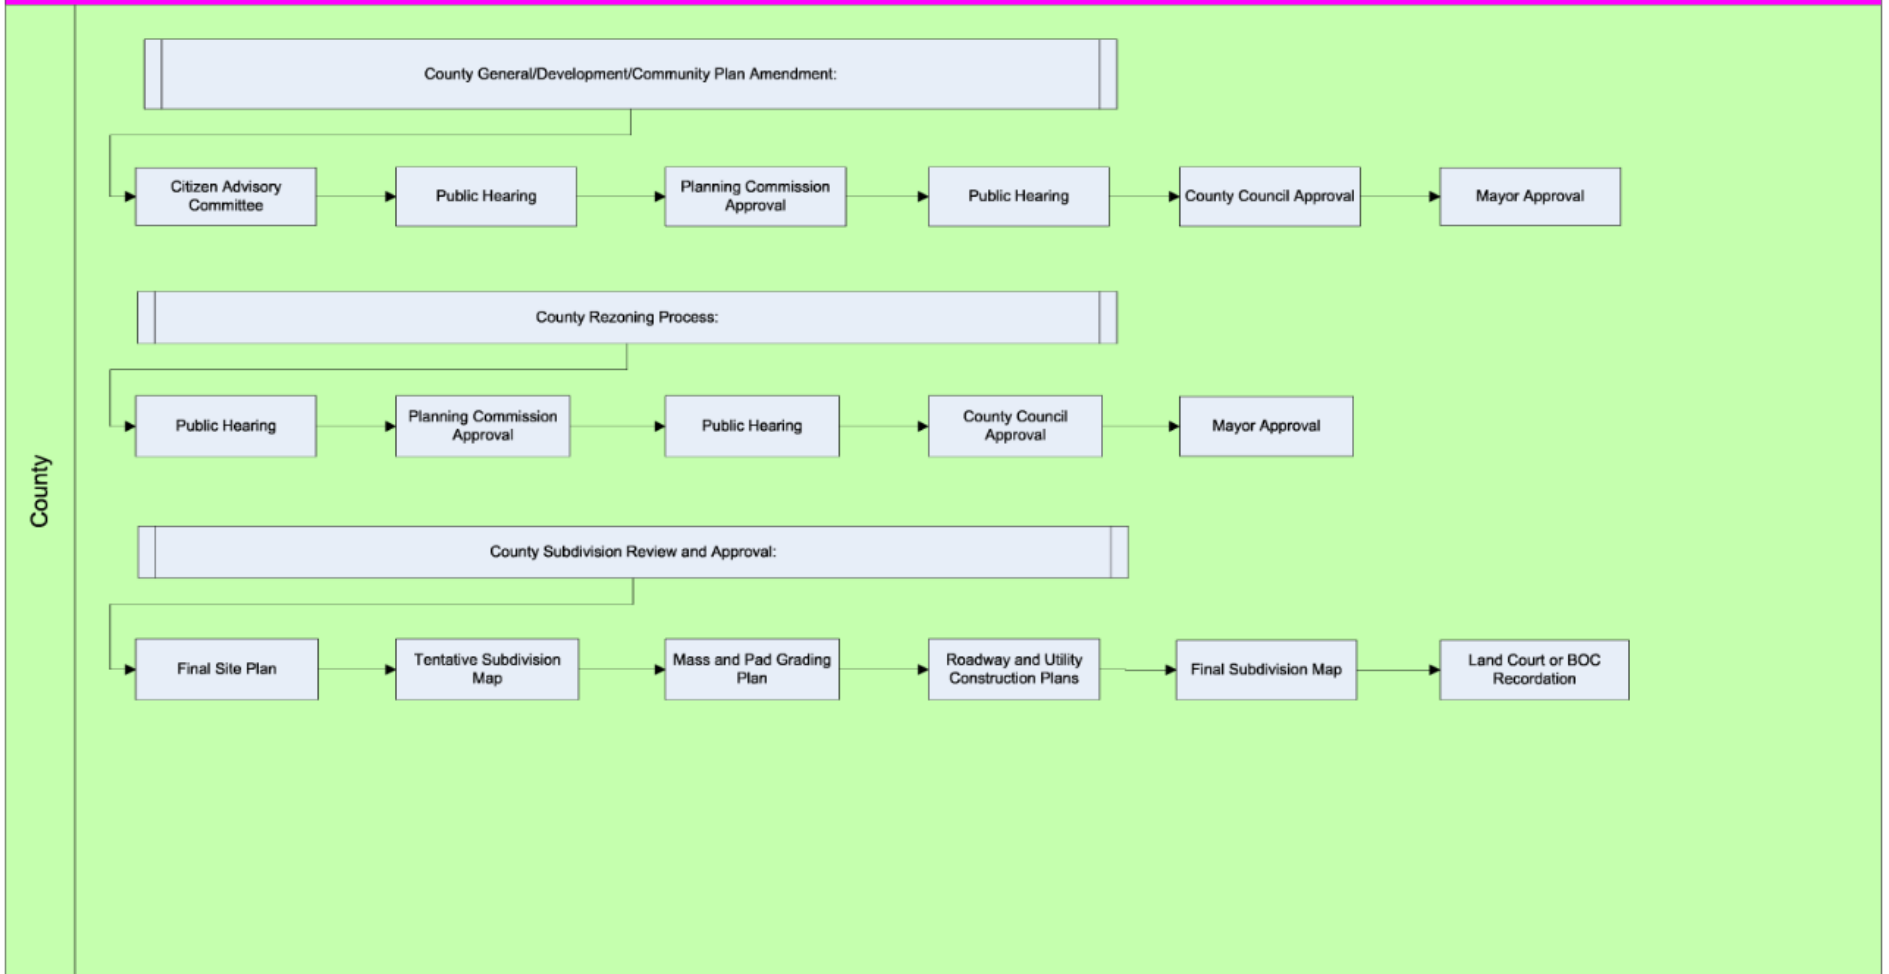 County
County General/Development/Community Plan Amendment:
Citizen Advisory
Committee
Public Hearing
Planning Commission
Approval
Public Hearing
County Council Approval
Mayor Approval
County Rezoning Process:
Public Hearing
Planning Commission
Approval
Public Hearing
County Council
Approval
Mayor Approval
County Subdivision Review and Approval:
Final Site Plan
Tentative Subdivision
Map
Mass and Pad Grading
Plan
Roadway and Utility
Construction Plans
Final Subdivision Map
Land Court or BOC
Recordation